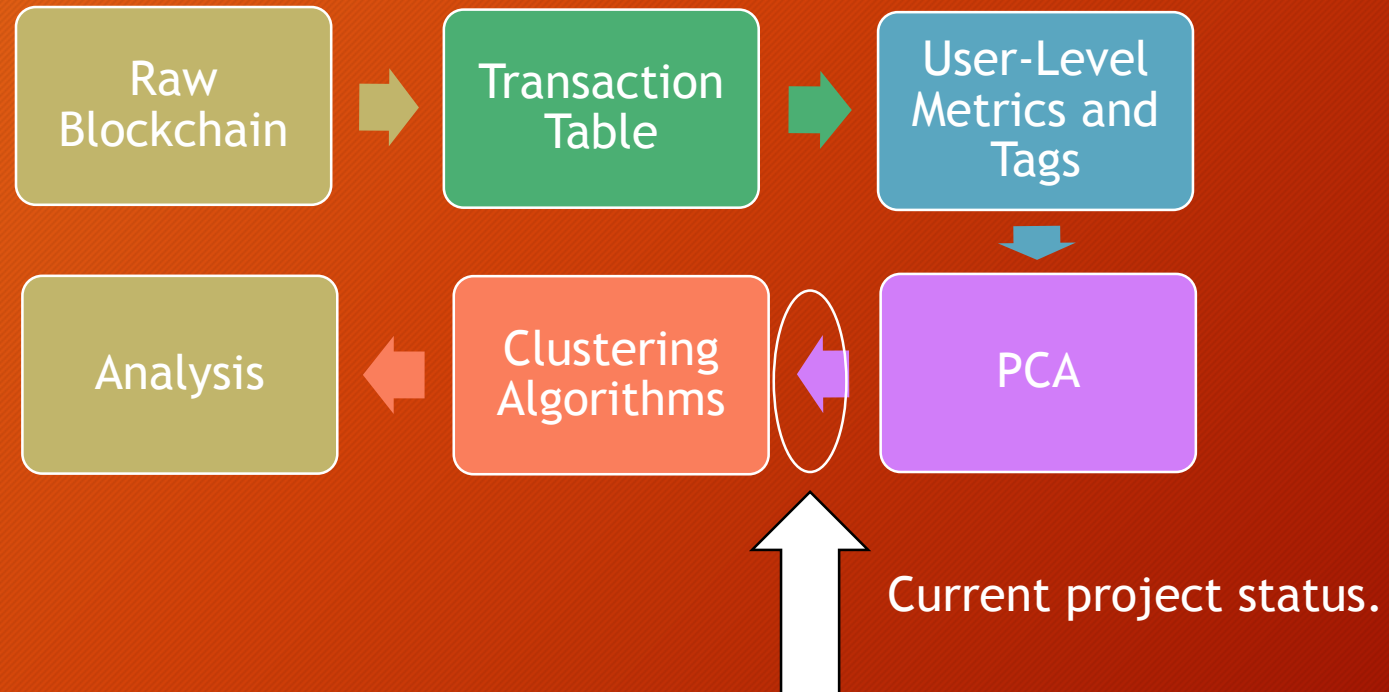 Raw
Blockchain
Transaction
Table
User-Level
Metrics and
Tags
Analysis
Clustering
Algorithms
PCA
Current project status.